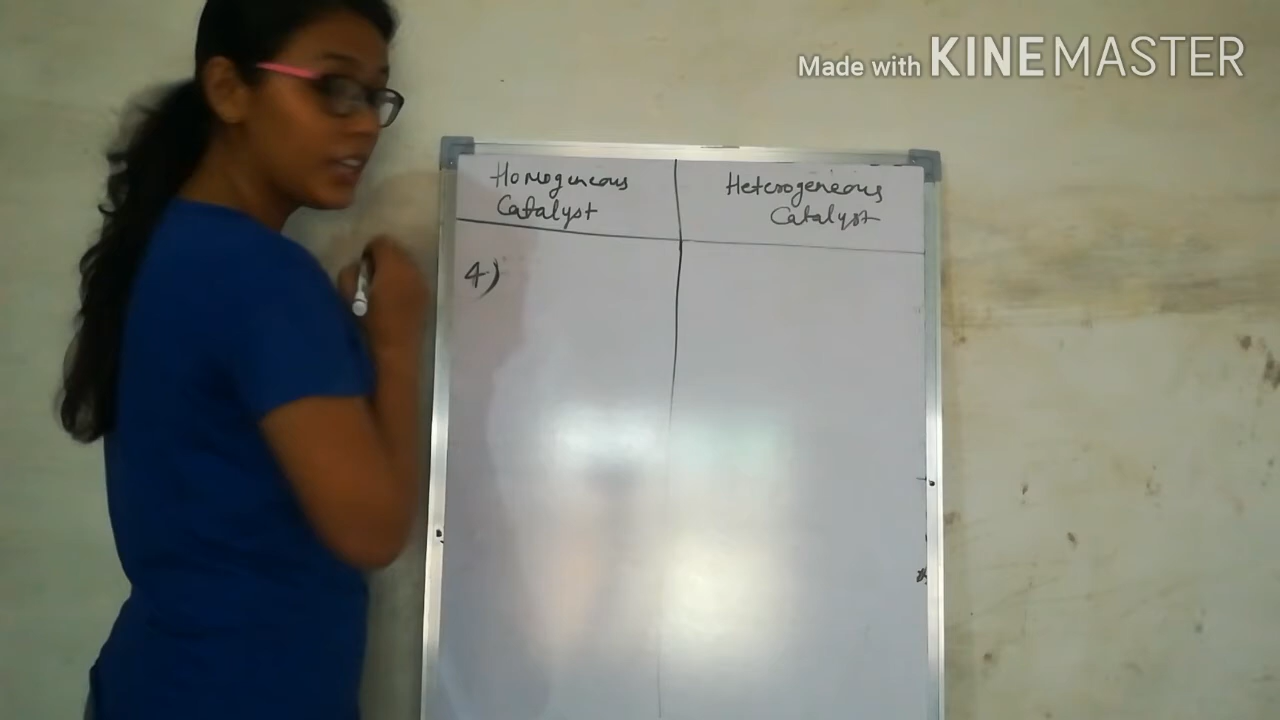 Made with KINEMASTER
Homogeneous
Catalyst
Heterogeneous
Catalyst
4)